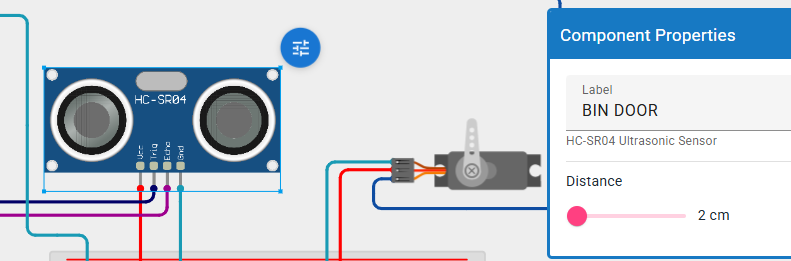 HC-SR04
Vcc
Trig
Echo
Gnd
Component Properties
Label
BIN DOOR
HC-SR04 Ultrasonic Sensor
Distance
2 cm